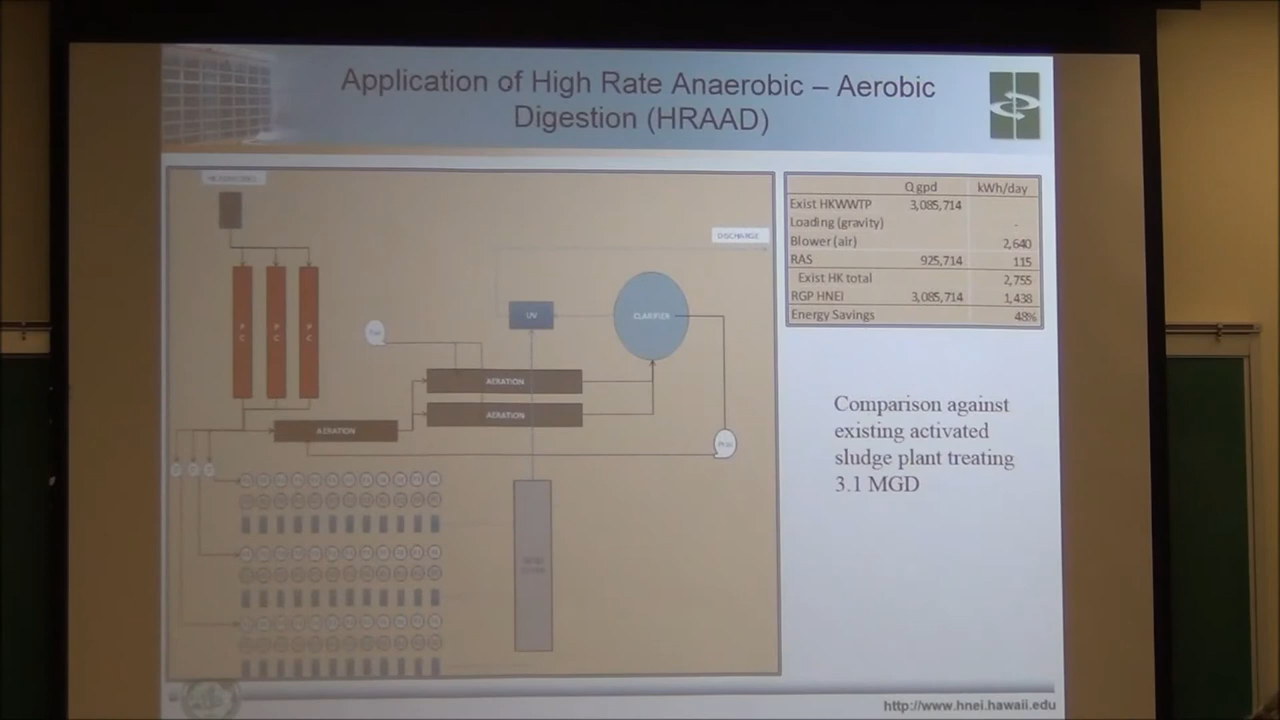 Application of High Rate Anaerobic – Aerobic
Digestion (HRAAD)
HEADWORKS
DISCHARGE
UV
CLARIFIER
P C
P C
P C
AERATION
AERATION
AERATION
Q gpd kWh/day
Exist HKWWTP 3,085,714
Loading (gravity) -
Blower (air) 2,640
RAS 925,714 115
Exist HK total 2,755
RGP HNEI 3,085,714 1,438
Energy Savings 48%
Comparison against
existing activated
sludge plant treating
3.1 MGD
http://www.hnei.hawaii.edu